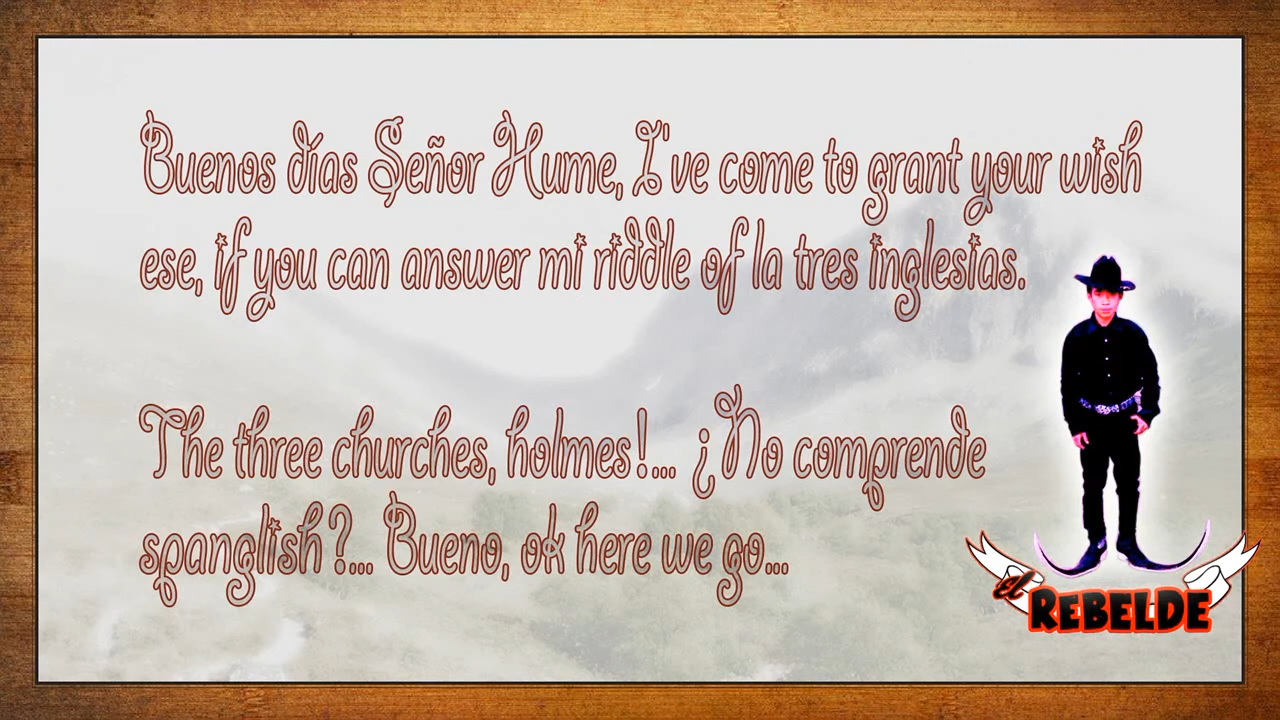 Buenos días Señor Hume, I've come to grant your wish
ese, if you can answer mi riddle of la tres inglesias.
The three churches, holmes!... ¿No comprende
spanglish?... Bueno, ok here we go...
El
REBELDE